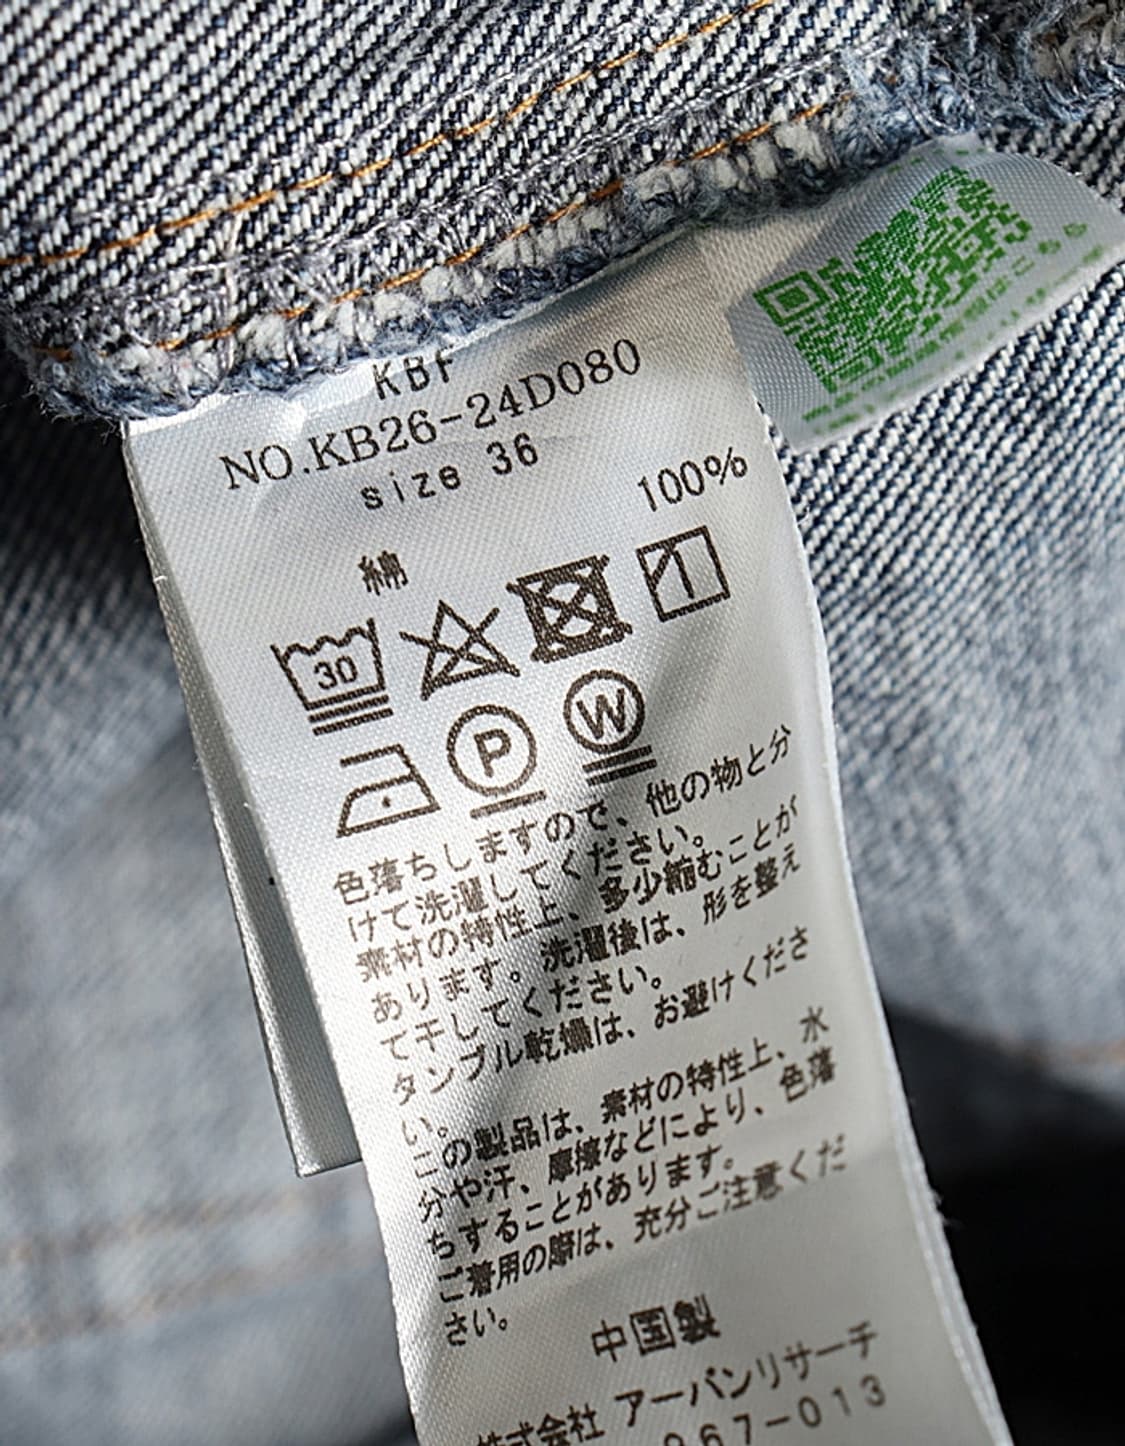 KBF
NO.KB26-24D080
size 36
綿 100%
30
P W
色落ちしますので、他の物と分
けて洗濯してください。
素材の特性上、多少縮むことが
あります。洗濯後は、形を整え
て干してください。
タンブル乾燥は、お避けくださ
い。
この製品は、素材の特性上、水
分や汗、摩擦などにより、色落
ちすることがあります。
ご着用の際は、充分ご注意くだ
さい。
中国製
株式会社 アーバンリサーチ
967-013